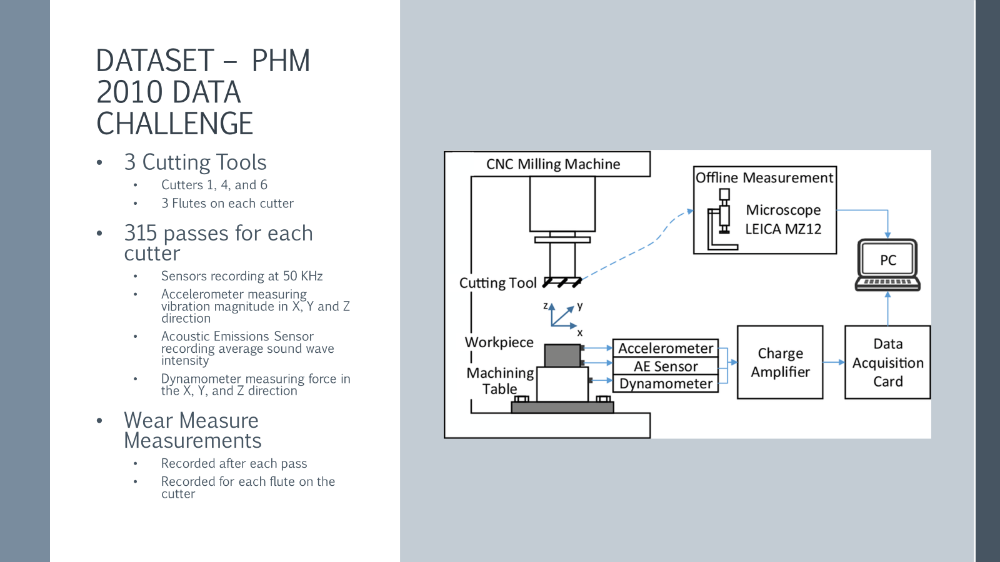 DATASET – PHM
2010 DATA
CHALLENGE
• 3 Cutting Tools
• Cutters 1, 4, and 6
• 3 Flutes on each cutter
• 315 passes for each
cutter
• Sensors recording at 50 KHz
• Accelerometer measuring
vibration magnitude in X, Y and Z
direction
• Acoustic Emissions Sensor
recording average sound wave
intensity
• Dynamometer measuring force in
the X, Y, and Z direction
• Wear Measure
Measurements
• Recorded after each pass
• Recorded for each flute on the
cutter
CNC Milling Machine
Offline Measurement
Microscope
LEICA MZ12
PC
Cutting Tool
z
y
x
Workpiece
Machining
Table
Accelerometer
AE Sensor
Dynamometer
Charge
Amplifier
Data
Acquisition
Card